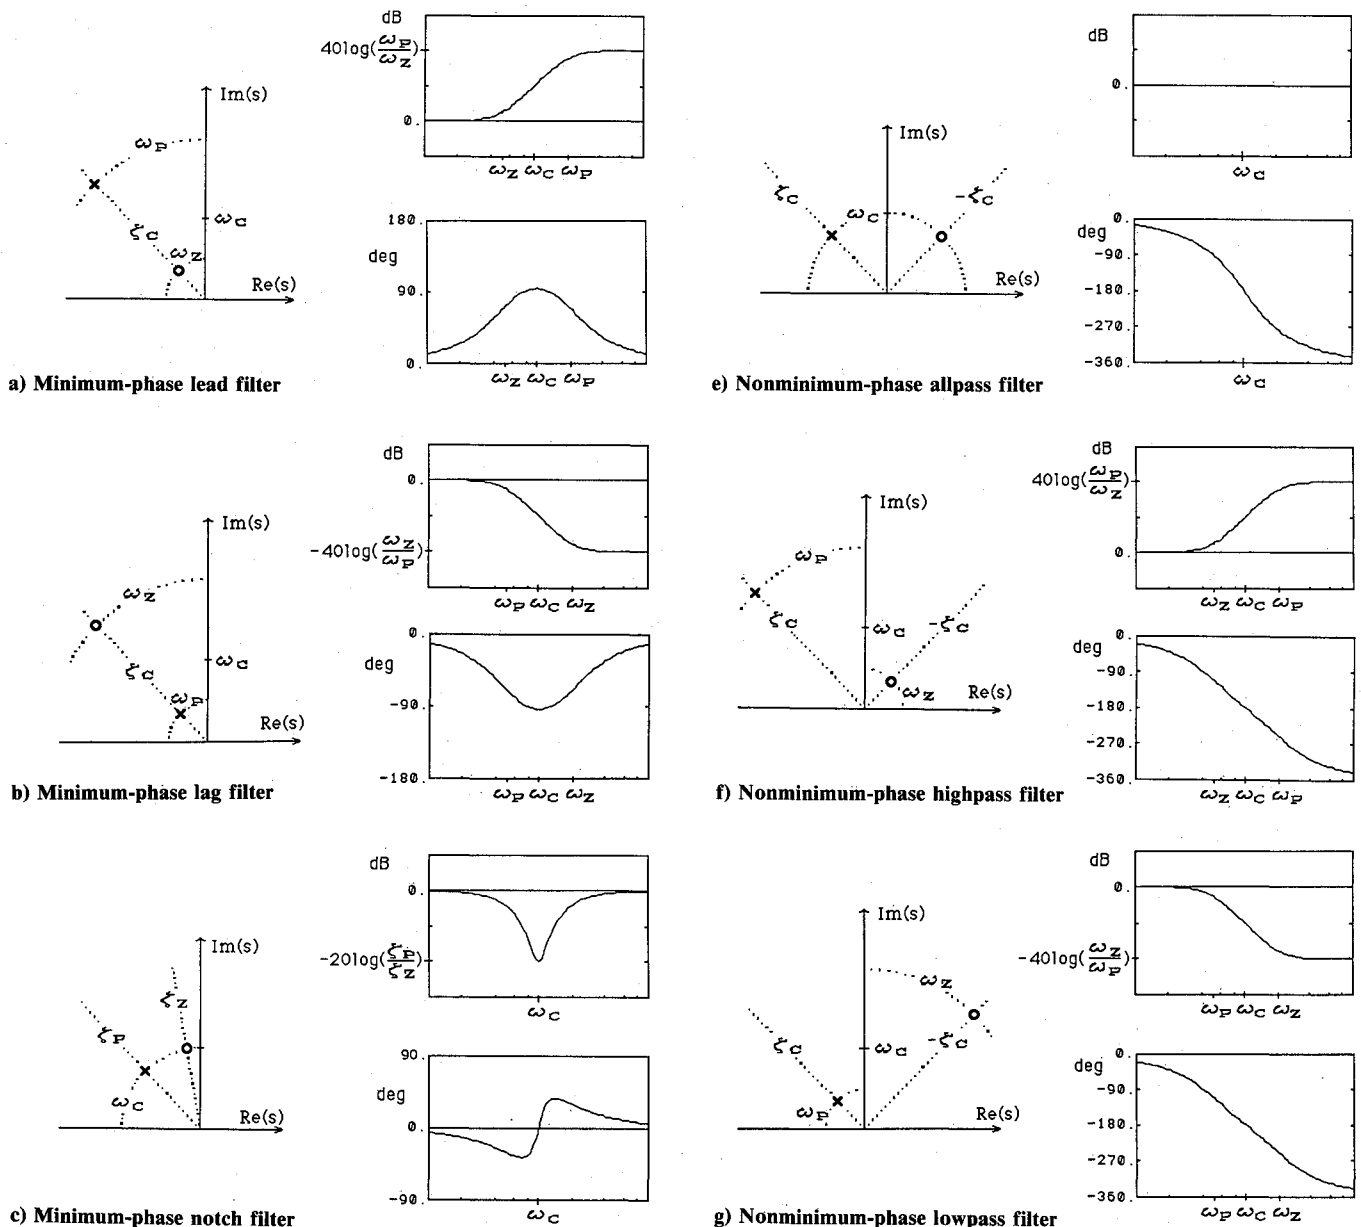 dB
40log(ωP/ωZ)
0.
ωZ ωC ωP
Im(s)
ωP
ωC
ζC
ωZ
Re(s)
180.
deg
90.
0.
ωZ ωC ωP
a) Minimum-phase lead filter
dB
0.
-40log(ωZ/ωP)
ωP ωC ωZ
Im(s)
ωZ
ωC
ζC
ωP
Re(s)
0.
deg
-90.
-180.
ωP ωC ωZ
b) Minimum-phase lag filter
dB
0.
-20log(ζP/ζZ)
ωC
Im(s)
ζZ
ζP
ωC
Re(s)
90.
deg
0.
-90.
ωC
c) Minimum-phase notch filter
dB
0.
ωC
Im(s)
ζC
ωC
-ζC
Re(s)
0.
deg
-90.
-180.
-270.
-360.
ωC
e) Nonminimum-phase allpass filter
dB
40log(ωP/ωZ)
0.
ωZ ωC ωP
Im(s)
ωP
ζC
ωC
-ζC
ωZ
Re(s)
0.
deg
-90.
-180.
-270.
-360.
ωZ ωC ωP
f) Nonminimum-phase highpass filter
dB
0.
-40log(ωZ/ωP)
ωP ωC ωZ
Im(s)
ωZ
ζC
ωC
-ζC
ωP
Re(s)
0.
deg
-90.
-180.
-270.
-360.
ωP ωC ωZ
g) Nonminimum-phase lowpass filter